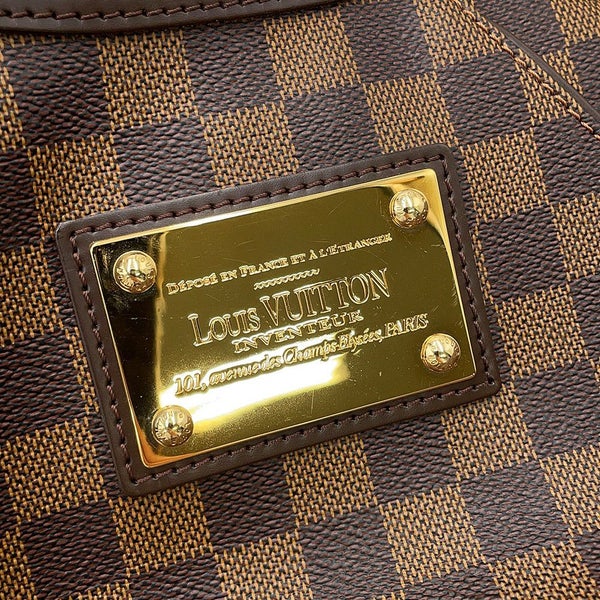 DÉPOSÉ EN FRANCE ET À L'ÉTRANGER
LOUIS VUITTON
INVENTEUR
101, avenue des Champs Elysées, PARIS